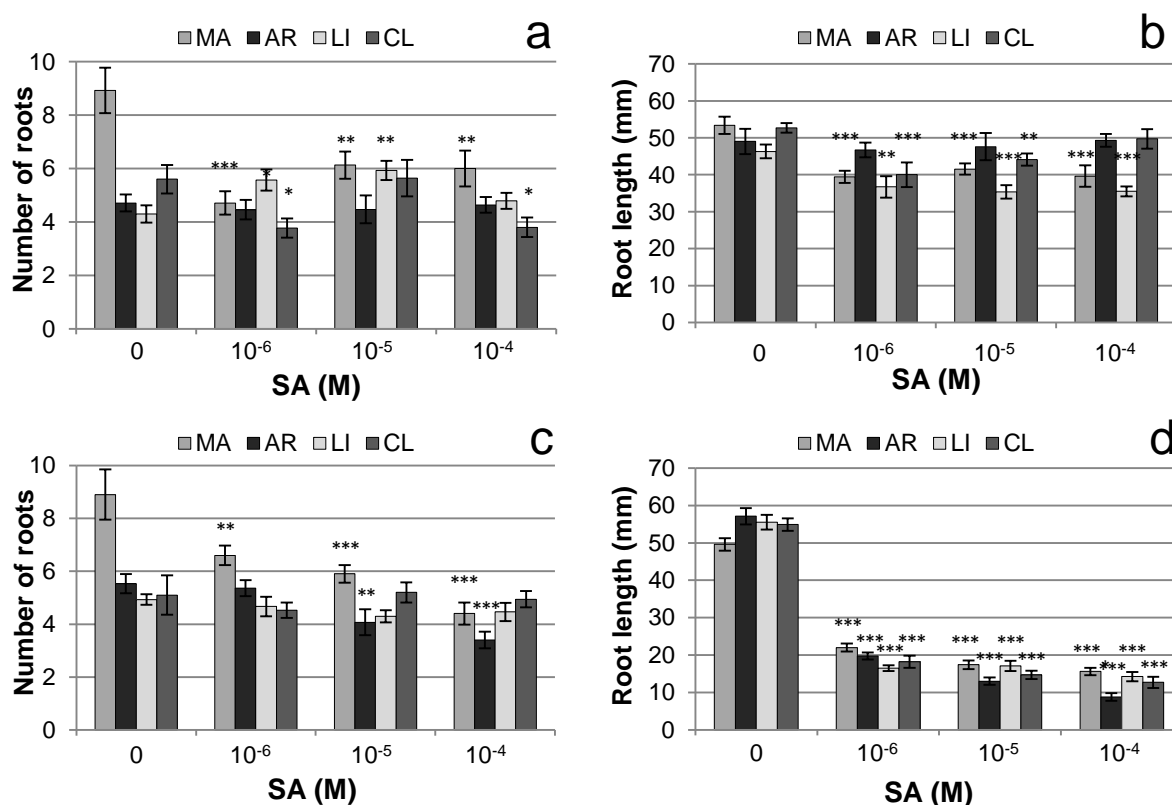 a
MA AR LI CL
Number of roots
10
8
6
4
2
0
*** * * ** ** ** *
0 10⁻⁶ 10⁻⁵ 10⁻⁴
SA (M)
b
MA AR LI CL
Root length (mm)
70
60
50
40
30
20
10
0
*** ** *** *** *** ** *** ***
0 10⁻⁶ 10⁻⁵ 10⁻⁴
SA (M)
c
MA AR LI CL
Number of roots
10
8
6
4
2
0
** *** ** *** ***
0 10⁻⁶ 10⁻⁵ 10⁻⁴
SA (M)
d
MA AR LI CL
Root length (mm)
70
60
50
40
30
20
10
0
*** *** *** *** *** *** *** *** *** *** * *** ***
0 10⁻⁶ 10⁻⁵ 10⁻⁴
SA (M)